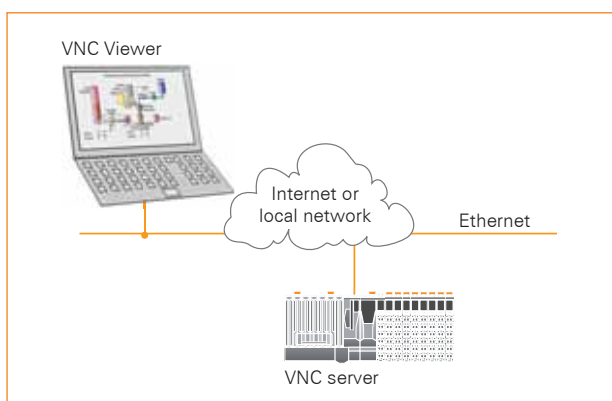 VNC Viewer
Internet or
local network
Ethernet
VNC server